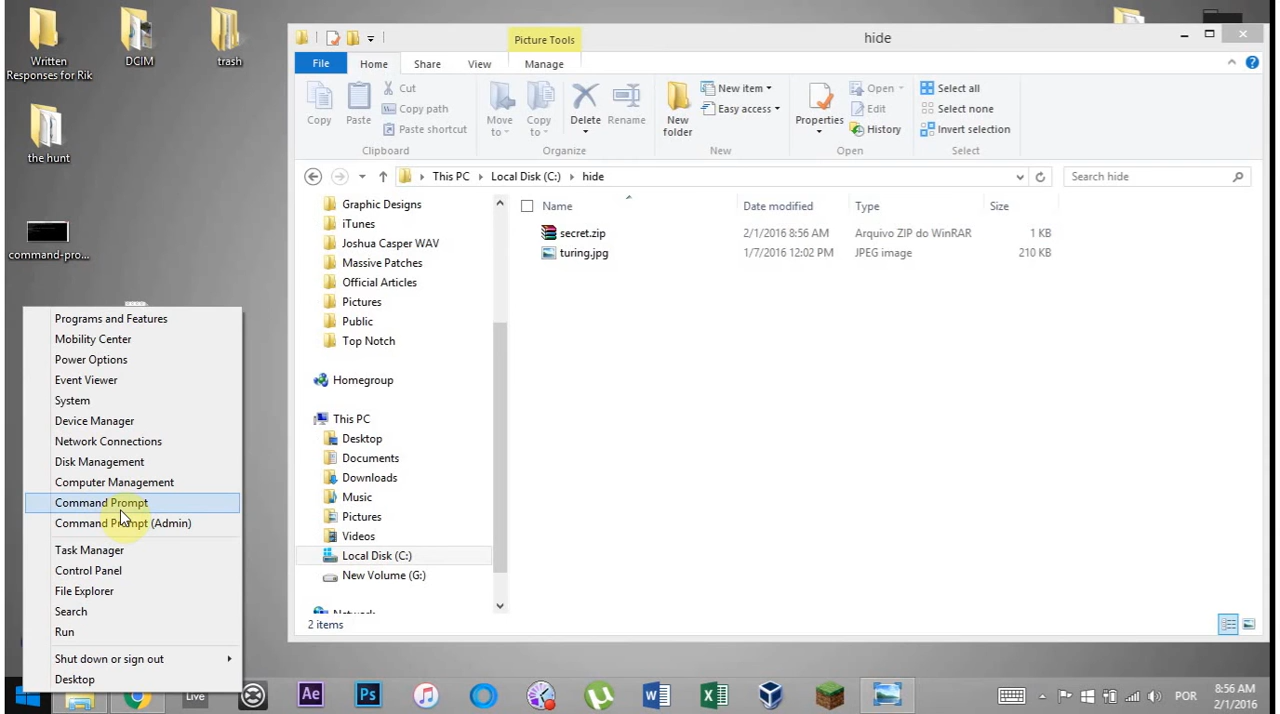 Written
Responses for Rik
DCIM
trash
the hunt
command-pro...
Picture Tools
hide
File
Home
Share
View
Manage
Copy
Paste
Cut
Copy path
Paste shortcut
Clipboard
Move
to
Copy
to
Delete
Rename
Organize
New
folder
New item
Easy access
New
Properties
Open
Edit
History
Open
Select all
Select none
Invert selection
Select
This PC
Local Disk (C:)
hide
Search hide
Graphic Designs
iTunes
Joshua Casper WAV
Massive Patches
Official Articles
Pictures
Public
Top Notch
Homegroup
This PC
Desktop
Documents
Downloads
Music
Pictures
Videos
Local Disk (C:)
New Volume (G:)
Network
Name
Date modified
Type
Size
secret.zip
2/1/2016 8:56 AM
Arquivo ZIP do WinRAR
1 KB
turing.jpg
1/7/2016 12:02 PM
JPEG image
210 KB
2 items
Programs and Features
Mobility Center
Power Options
Event Viewer
System
Device Manager
Network Connections
Disk Management
Computer Management
Command Prompt
Command Prompt (Admin)
Task Manager
Control Panel
File Explorer
Search
Run
Shut down or sign out
Desktop
Live
Ae
Ps
POR
8:56 AM
2/1/2016